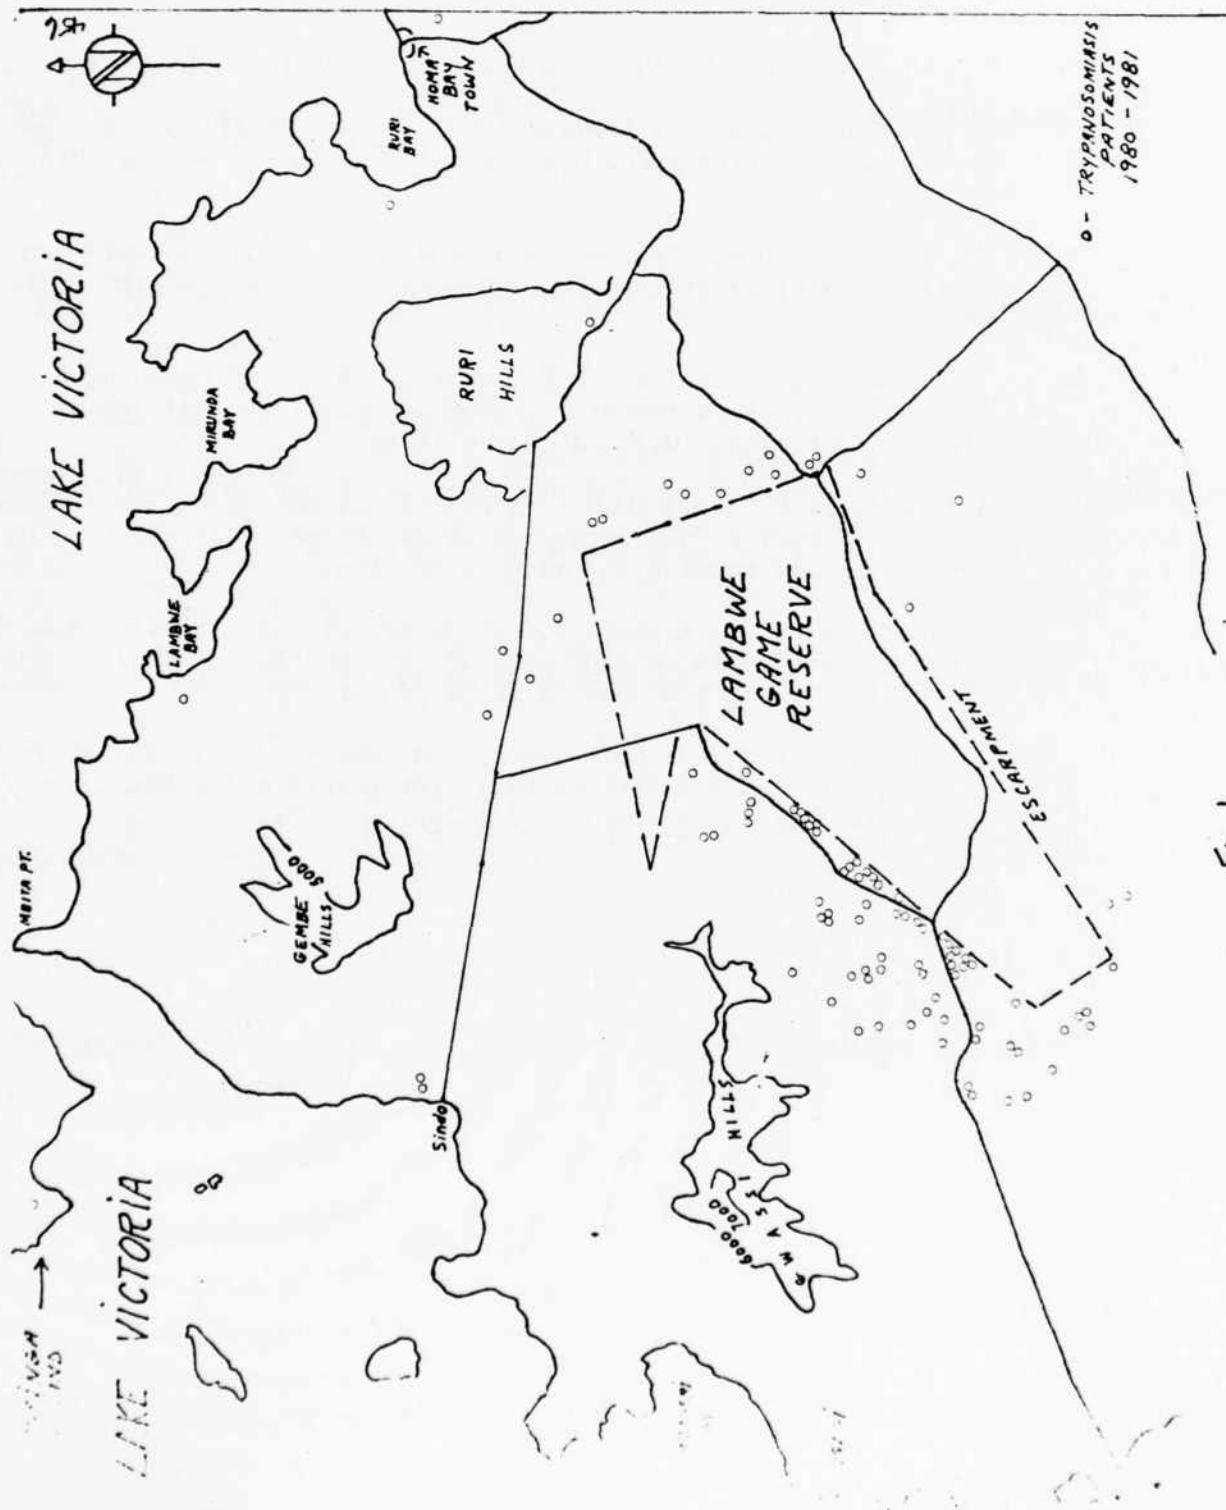 LAKE VICTORIA
HOMA
BAY
TOWN
RURI
BAY
MIRUNDA
BAY
LAMBWE
BAY
MBITA PT.
RURI
HILLS
GEMBE
HILLS
5000
LAMBWE
GAME
RESERVE
ESCARPMENT
Sindo
LAKE VICTORIA
GWASSI
HILLS
6000
7000
o - TRYPANOSOMIASIS
PATIENTS
1980 - 1981